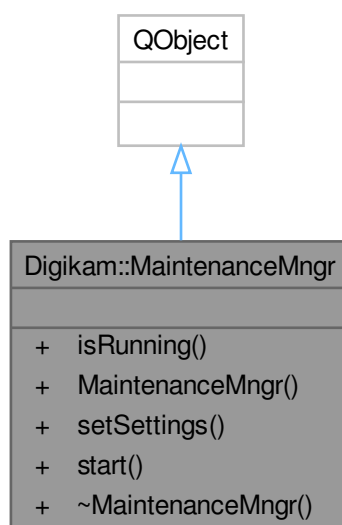 QObject
Digikam::MaintenanceMngr
+ isRunning()
+ MaintenanceMngr()
+ setSettings()
+ start()
+ ~MaintenanceMngr()